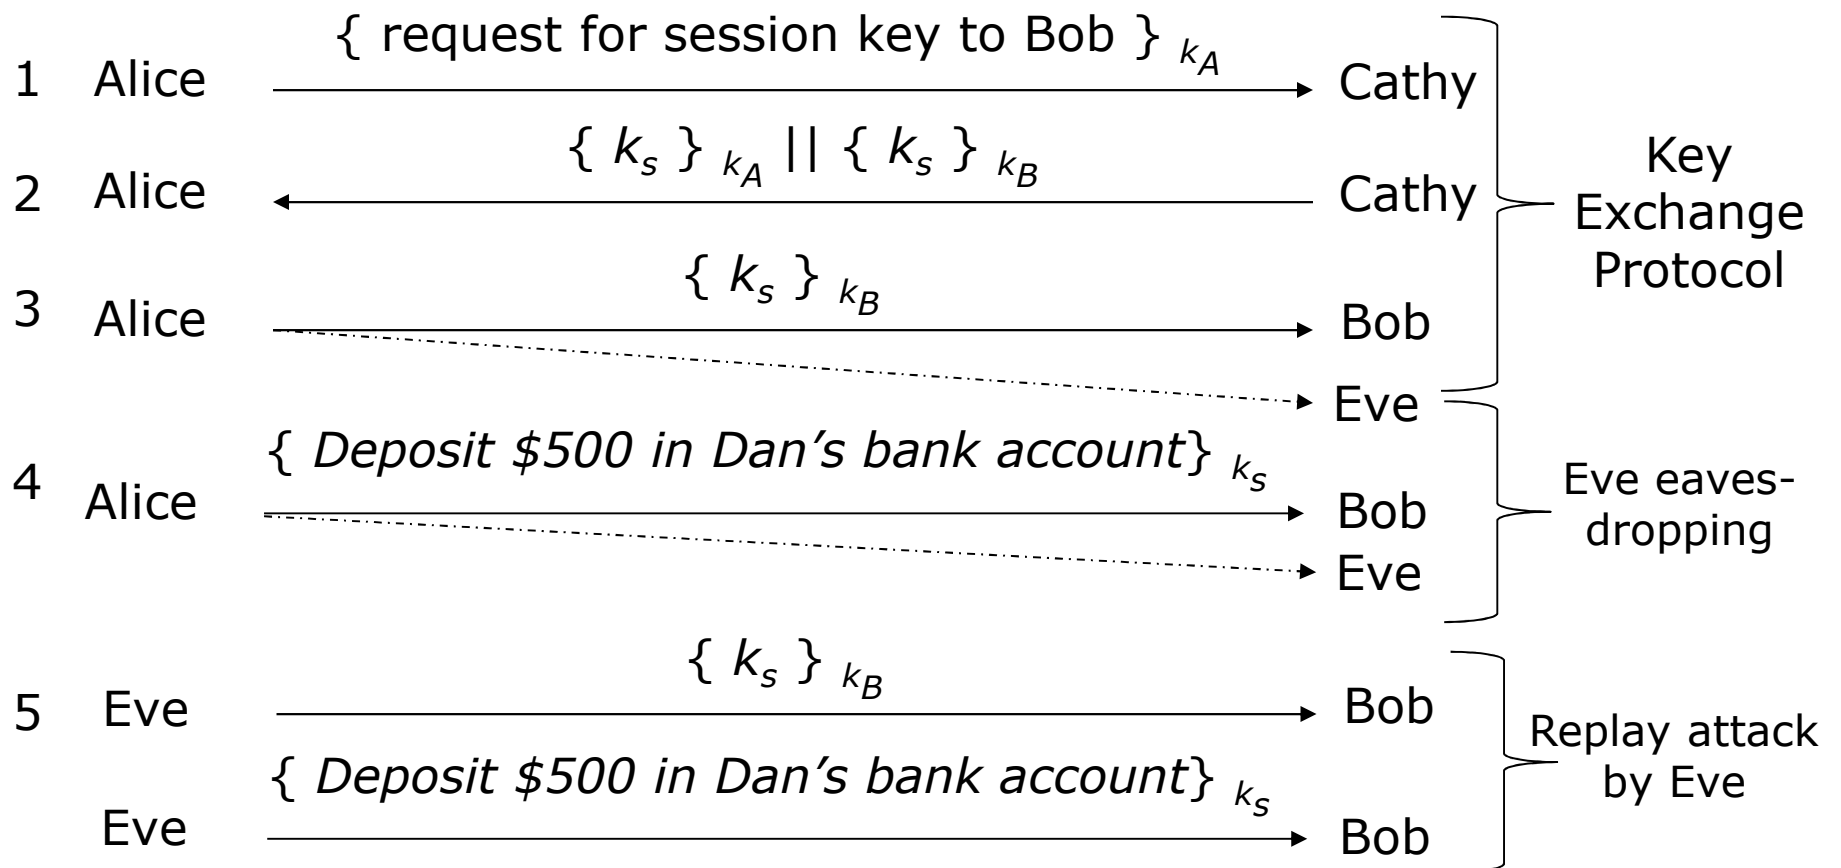 { request for session key to Bob } kA
1 Alice Cathy
{ ks } kA || { ks } kB
2 Alice Cathy
Key
Exchange
Protocol
{ ks } kB
3 Alice Bob
Eve
{ Deposit $500 in Dan’s bank account} ks
4 Alice Bob
Eve
Eve eaves-
dropping
{ ks } kB
5 Eve Bob
{ Deposit $500 in Dan’s bank account} ks
Eve Bob
Replay attack
by Eve